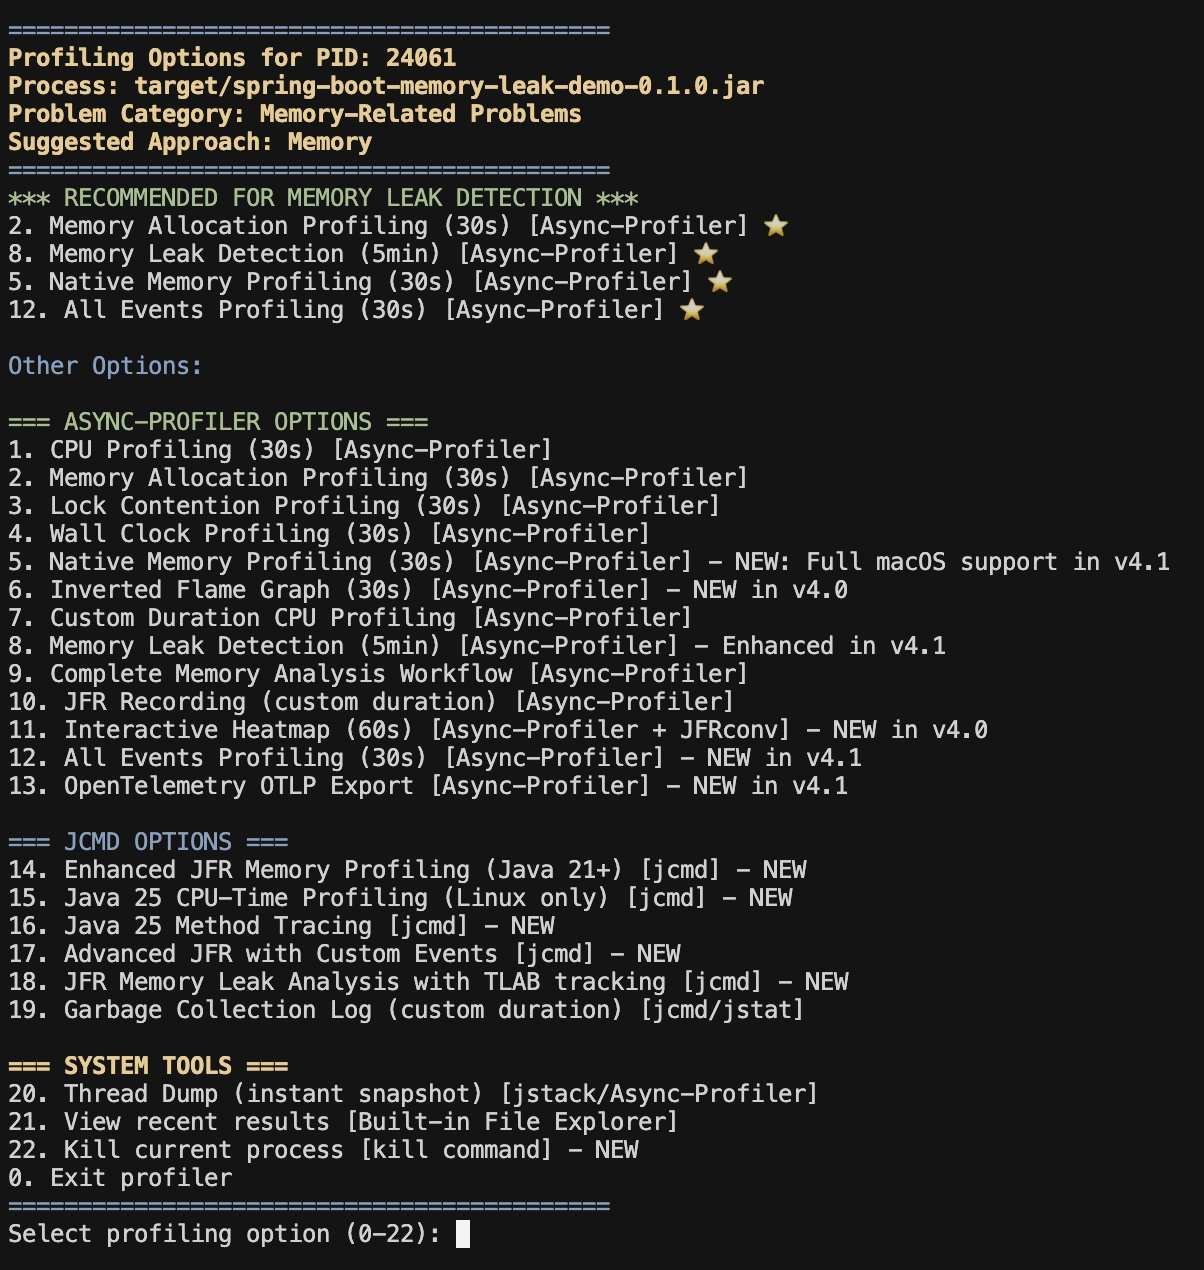 ===========================================
Profiling Options for PID: 24061
Process: target/spring-boot-memory-leak-demo-0.1.0.jar
Problem Category: Memory-Related Problems
Suggested Approach: Memory
===========================================
*** RECOMMENDED FOR MEMORY LEAK DETECTION ***
2. Memory Allocation Profiling (30s) [Async-Profiler] ⭐
8. Memory Leak Detection (5min) [Async-Profiler] ⭐
5. Native Memory Profiling (30s) [Async-Profiler] ⭐
12. All Events Profiling (30s) [Async-Profiler] ⭐
Other Options:
=== ASYNC-PROFILER OPTIONS ===
1. CPU Profiling (30s) [Async-Profiler]
2. Memory Allocation Profiling (30s) [Async-Profiler]
3. Lock Contention Profiling (30s) [Async-Profiler]
4. Wall Clock Profiling (30s) [Async-Profiler]
5. Native Memory Profiling (30s) [Async-Profiler] - NEW: Full macOS support in v4.1
6. Inverted Flame Graph (30s) [Async-Profiler] - NEW in v4.0
7. Custom Duration CPU Profiling [Async-Profiler]
8. Memory Leak Detection (5min) [Async-Profiler] - Enhanced in v4.1
9. Complete Memory Analysis Workflow [Async-Profiler]
10. JFR Recording (custom duration) [Async-Profiler]
11. Interactive Heatmap (60s) [Async-Profiler + JFRconv] - NEW in v4.0
12. All Events Profiling (30s) [Async-Profiler] - NEW in v4.1
13. OpenTelemetry OTLP Export [Async-Profiler] - NEW in v4.1
=== JCMD OPTIONS ===
14. Enhanced JFR Memory Profiling (Java 21+) [jcmd] - NEW
15. Java 25 CPU-Time Profiling (Linux only) [jcmd] - NEW
16. Java 25 Method Tracing [jcmd] - NEW
17. Advanced JFR with Custom Events [jcmd] - NEW
18. JFR Memory Leak Analysis with TLAB tracking [jcmd] - NEW
19. Garbage Collection Log (custom duration) [jcmd/jstat]
=== SYSTEM TOOLS ===
20. Thread Dump (instant snapshot) [jstack/Async-Profiler]
21. View recent results [Built-in File Explorer]
22. Kill current process [kill command] - NEW
0. Exit profiler
===========================================
Select profiling option (0-22):